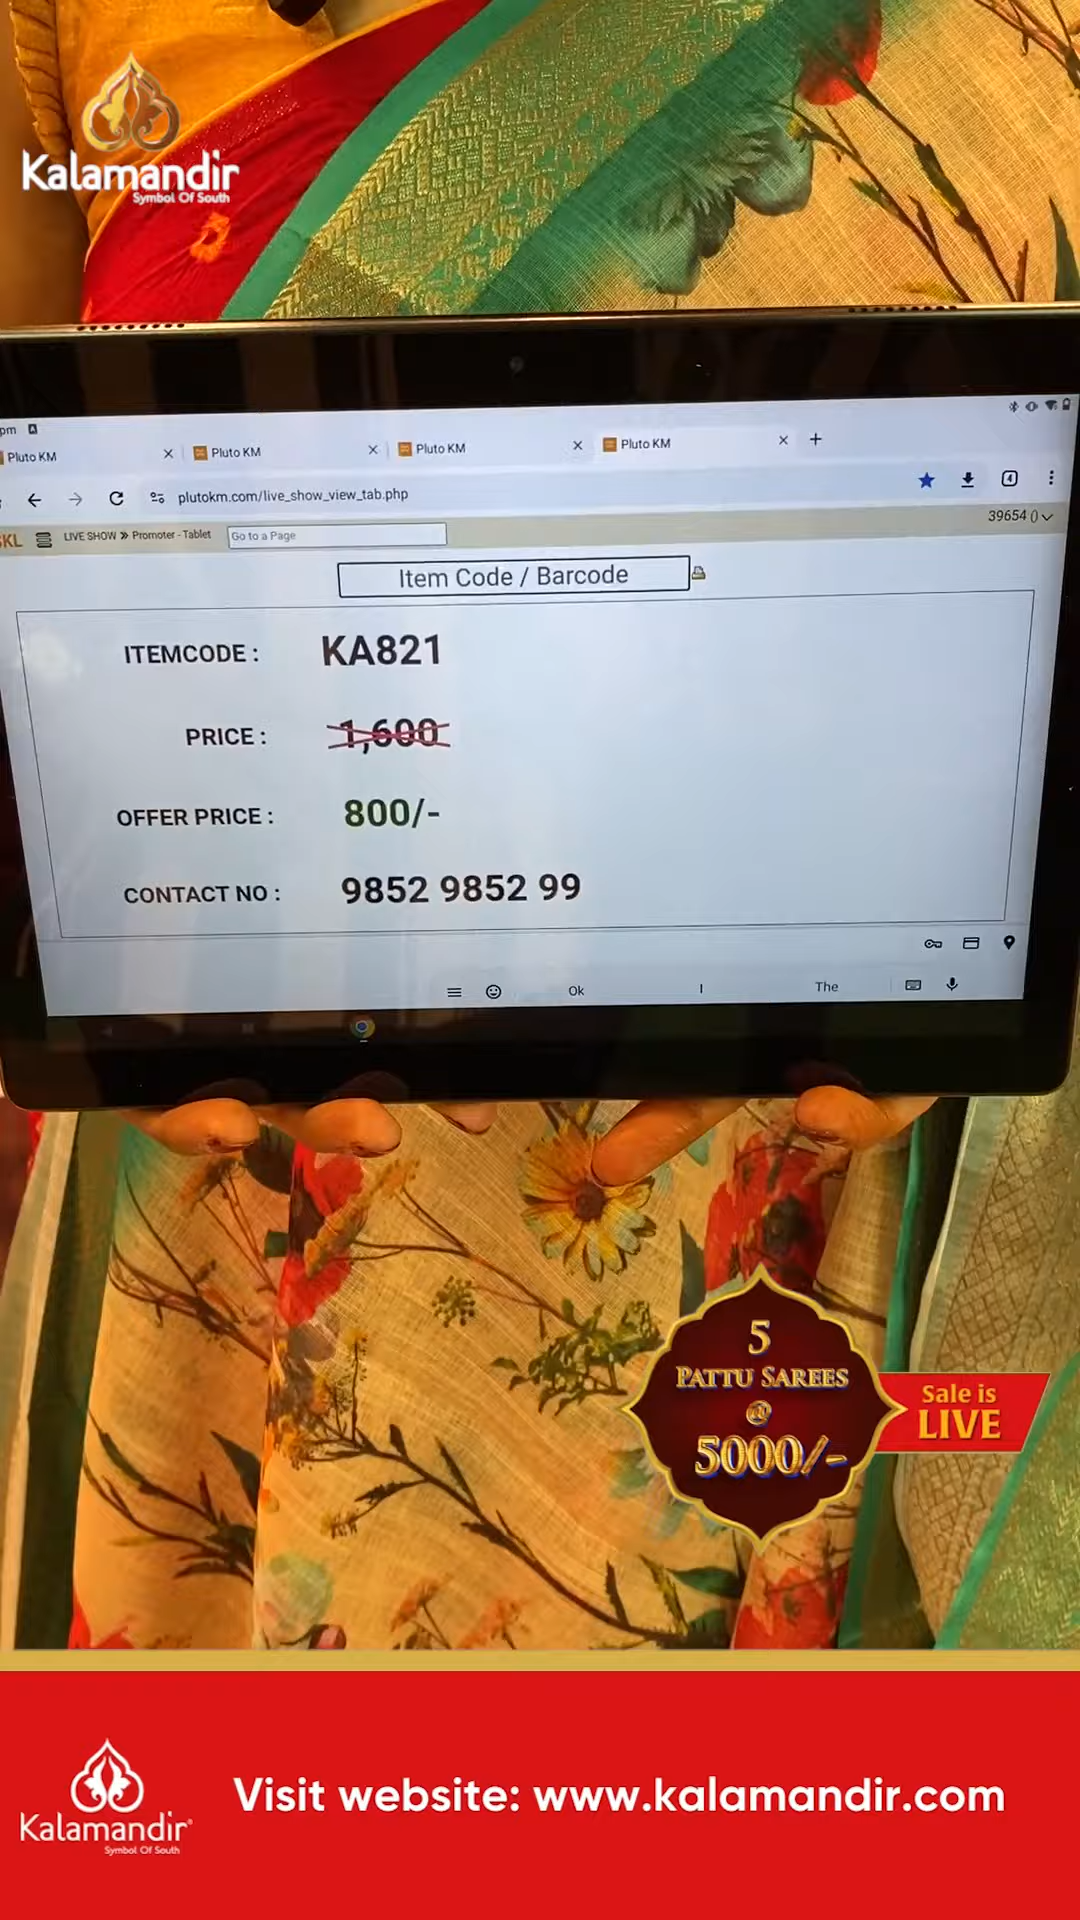 Kalamandir
Symbol Of South
pm
Pluto KM
Pluto KM
Pluto KM
Pluto KM
plutokm.com/live_show_view_tab.php
4
39654 ()
KL
LIVE SHOW » Promoter - Tablet
Go to a Page
Item Code / Barcode
ITEMCODE : KA821
PRICE : 1,600
OFFER PRICE : 800/-
CONTACT NO : 9852 9852 99
Ok
I
The
5
PATTU SAREES
@
5000/-
Sale is
LIVE
Kalamandir
Symbol Of South
Visit website: www.kalamandir.com